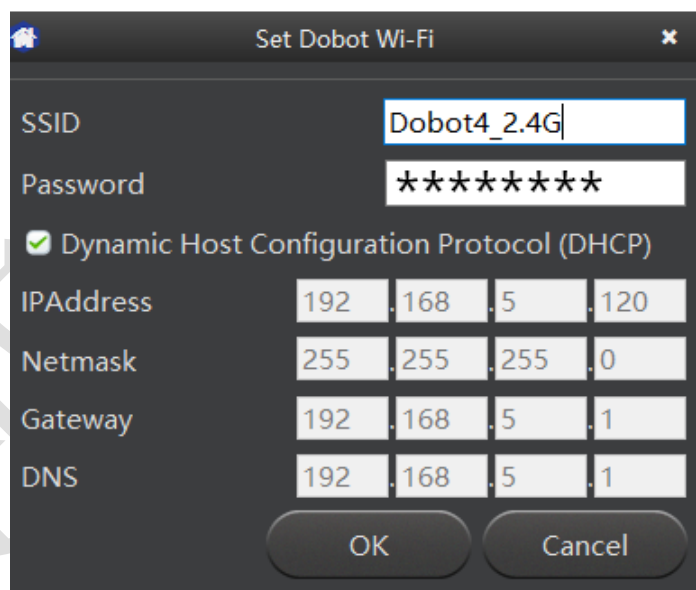 Set Dobot Wi-Fi
SSID Dobot4_2.4G
Password ********
Dynamic Host Configuration Protocol (DHCP)
IPAddress 192.168.5.120
Netmask 255.255.255.0
Gateway 192.168.5.1
DNS 192.168.5.1
OK Cancel